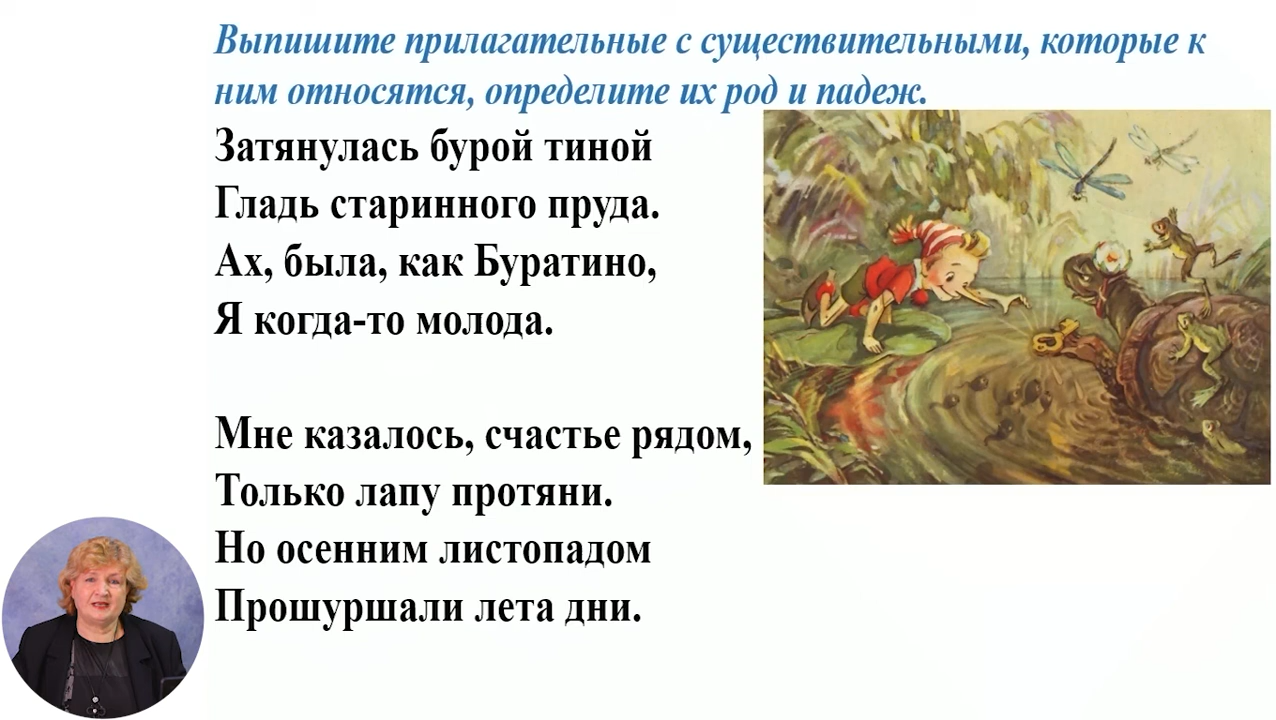 Выпишите прилагательные с существительными, которые к
ним относятся, определите их род и падеж.
Затянулась бурой тиной
Гладь старинного пруда.
Ах, была, как Буратино,
Я когда-то молода.
Мне казалось, счастье рядом,
Только лапу протяни.
Но осенним листопадом
Прошуршали лета дни.